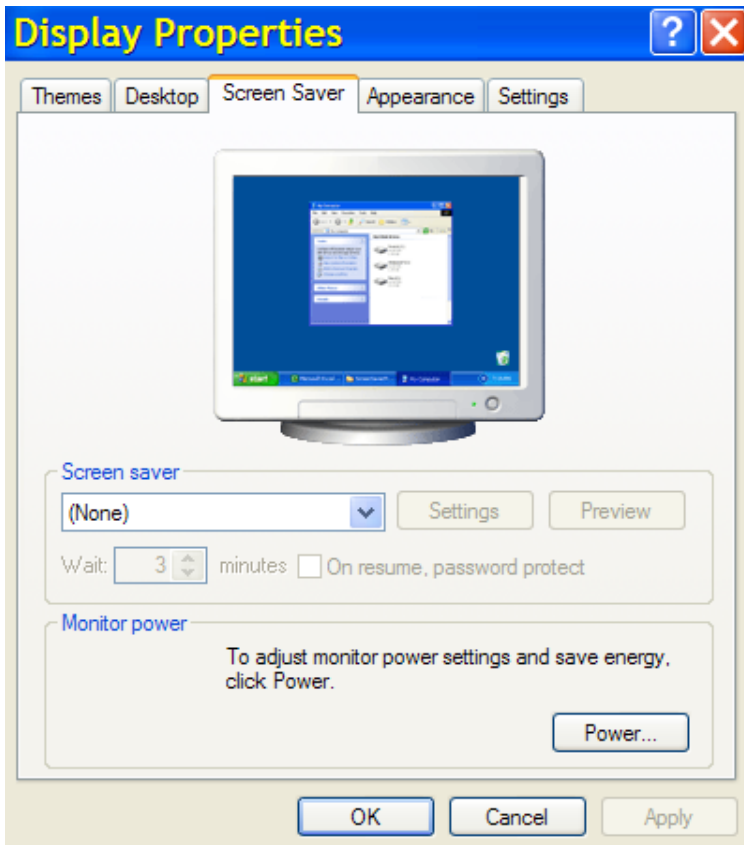 Display Properties
?
Themes Desktop Screen Saver Appearance Settings
start
Screen saver
(None) Settings Preview
Wait: 3 minutes On resume, password protect
Monitor power
To adjust monitor power settings and save energy,
click Power.
Power...
OK Cancel Apply